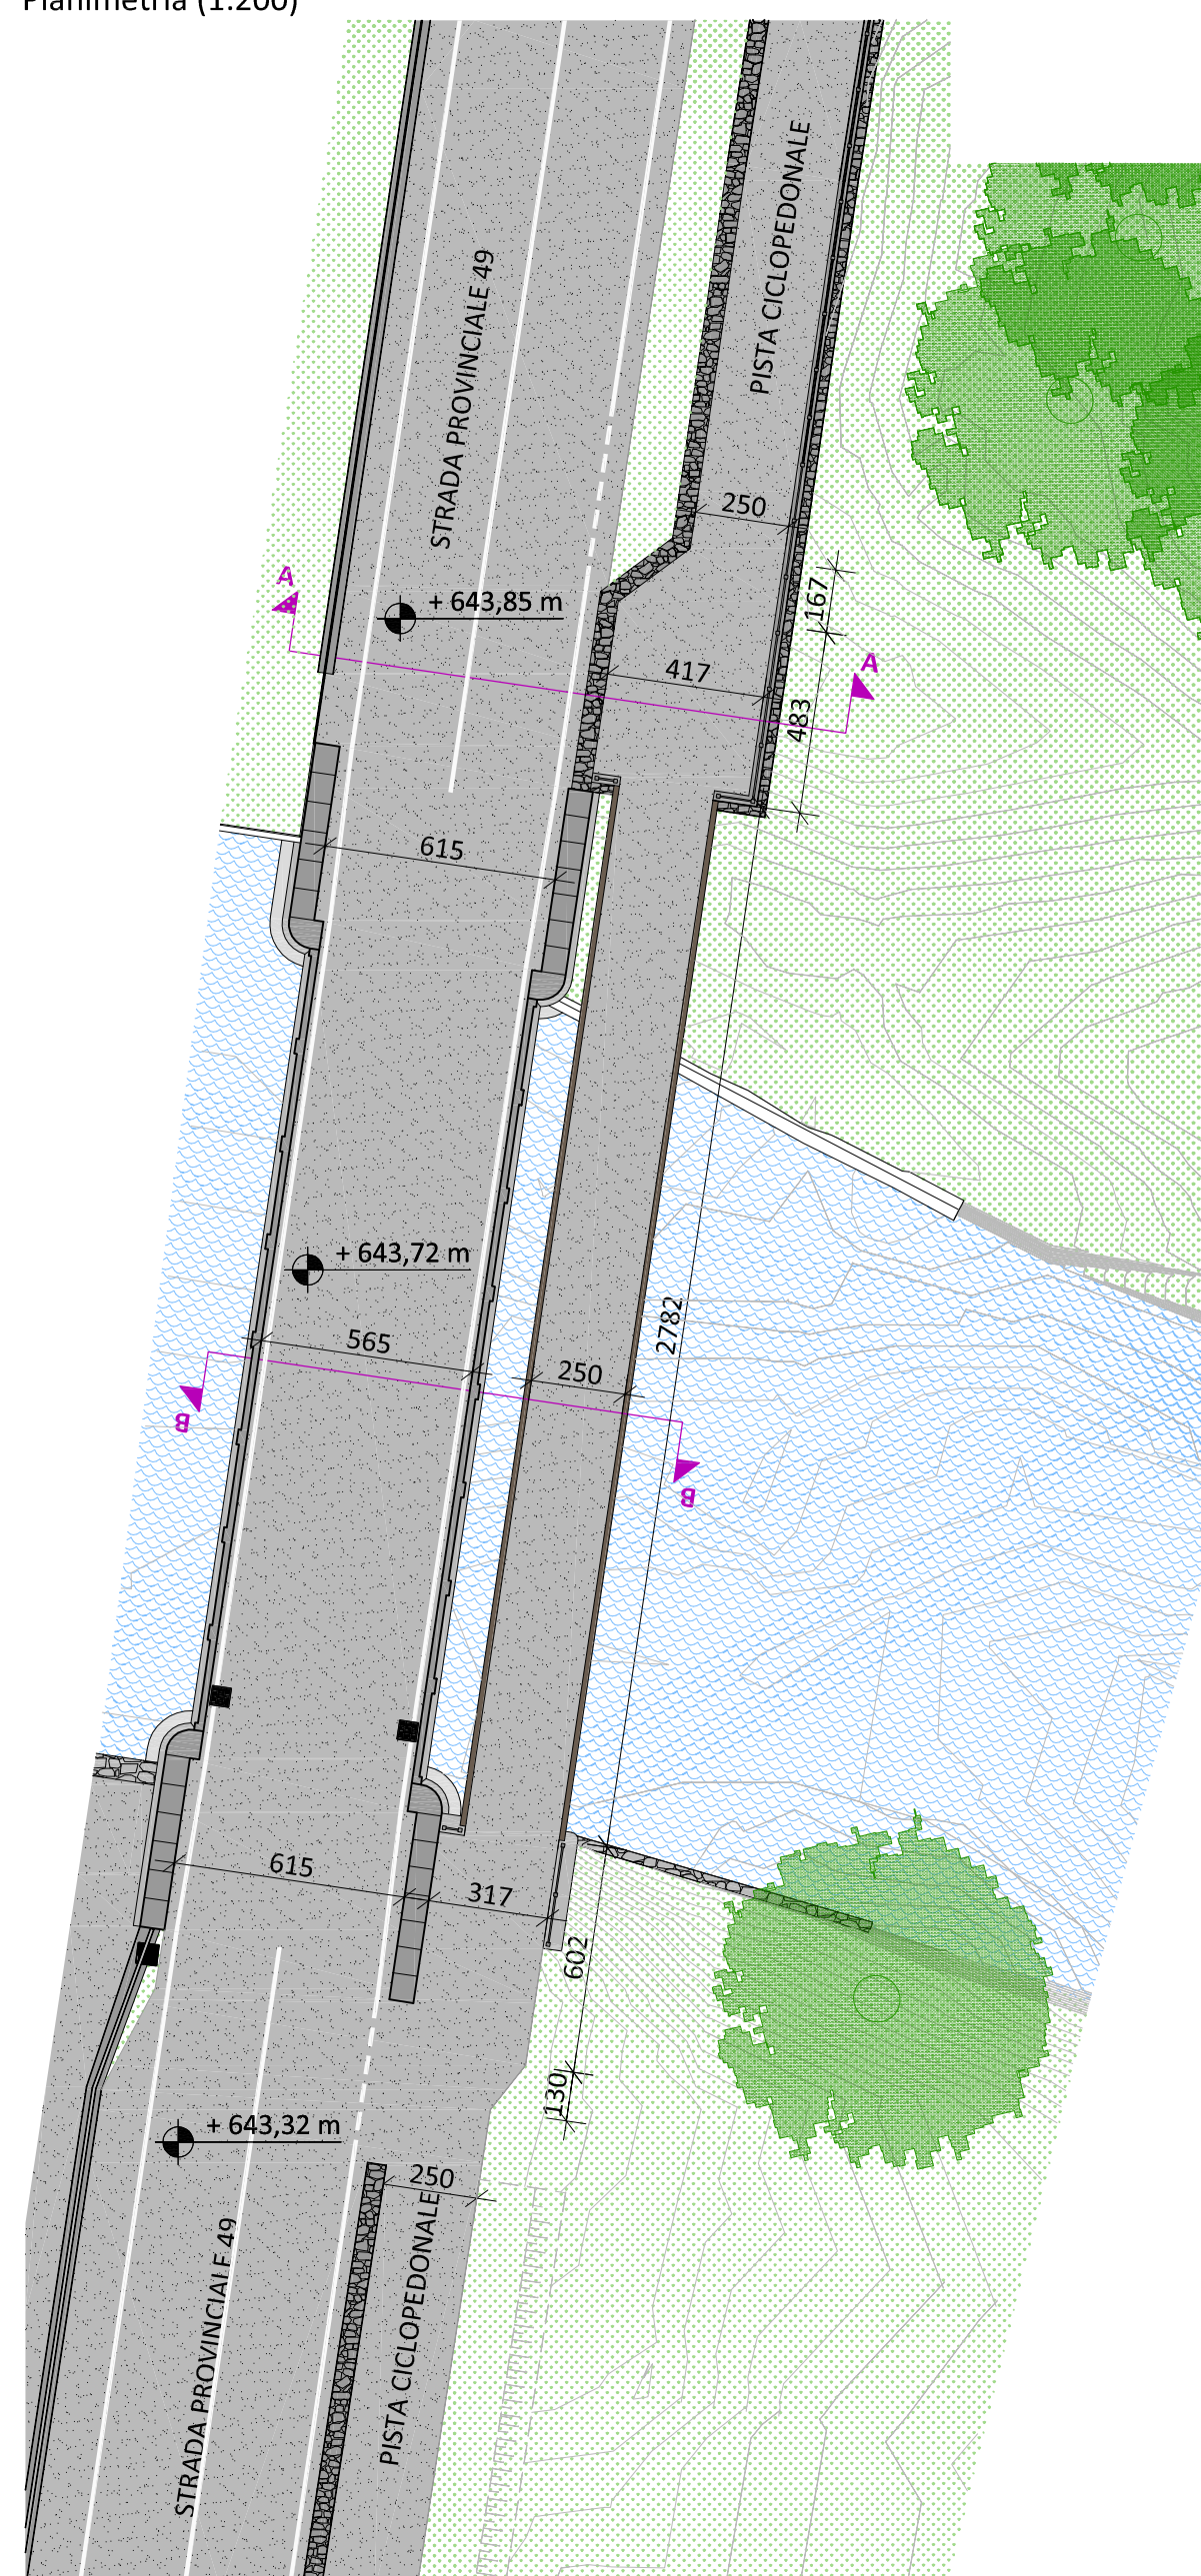 Planimetria (1:200)
PISTA CICLOPEDONALE
STRADA PROVINCIALE 49
250
A
167
+ 643,85 m
417
A
483
615
+ 643,72 m
2782
565
250
B
B
615
317
602
130
+ 643,32 m
250
STRADA PROVINCIALE 49
PISTA CICLOPEDONALE